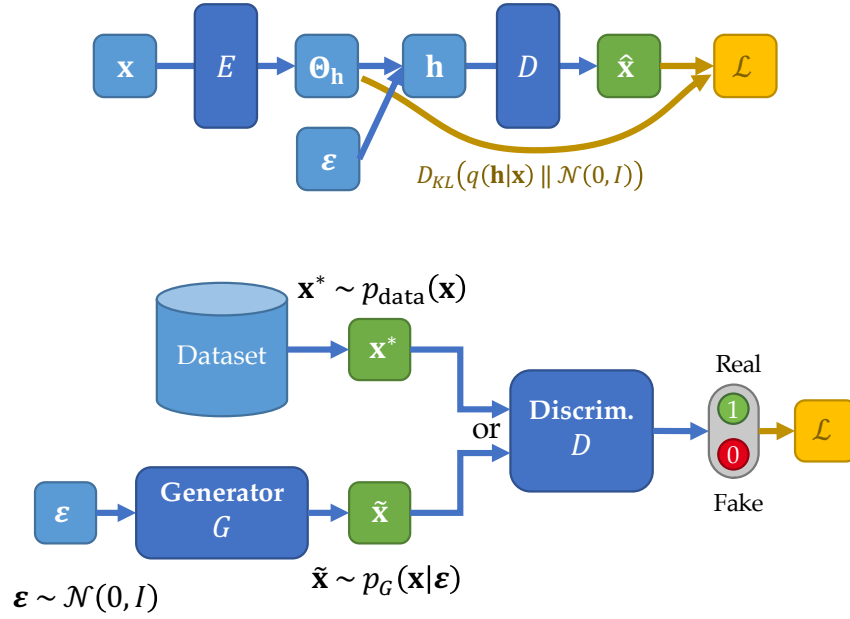 x E Θh h D x̂ ℒ
ε
D_KL(q(h|x) ∥ 𝒩(0, I))
x* ~ p_data(x)
Dataset
x*
Real
1
ℒ
or
Discrim.
D
0
Fake
ε
Generator
G
x̃
ε ~ 𝒩(0, I)
x̃ ~ p_G(x|ε)